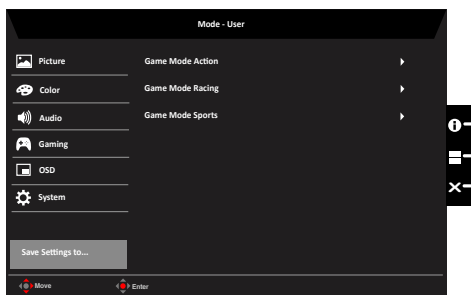 Mode - User
Picture
Color
Audio
Gaming
OSD
System
Save Settings to...
Game Mode Action
Game Mode Racing
Game Mode Sports
Move
Enter